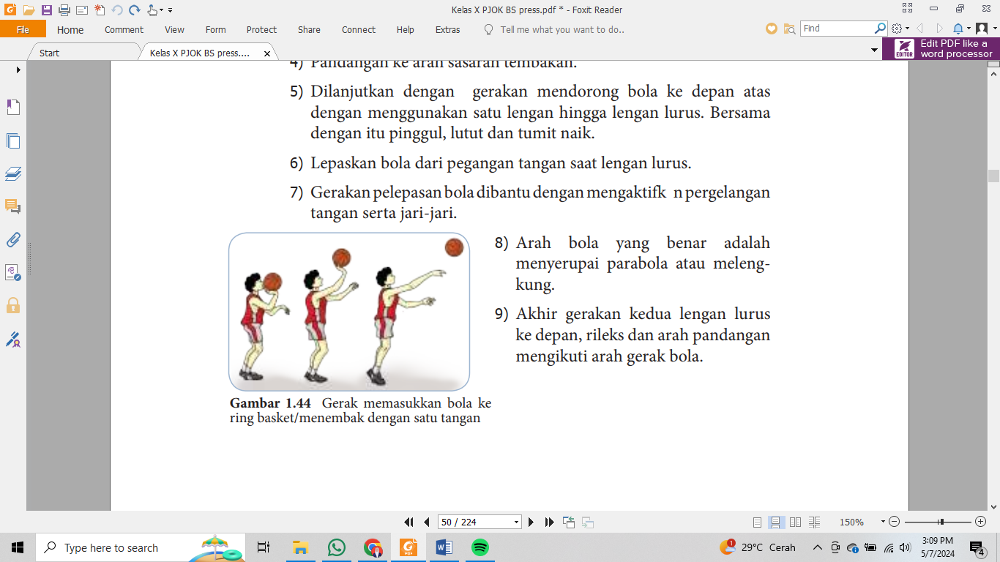 Kelas X PJOK BS press.pdf * - Foxit Reader
File Home Comment View Form Protect Share Connect Help Extras Tell me what you want to do.. Find
Start Kelas X PJOK BS press.... × EDITOR Edit PDF like a
word processor
4) Pandangan ke arah sasaran tembakan.
5) Dilanjutkan dengan gerakan mendorong bola ke depan atas
dengan menggunakan satu lengan hingga lengan lurus. Bersama
dengan itu pinggul, lutut dan tumit naik.
6) Lepaskan bola dari pegangan tangan saat lengan lurus.
7) Gerakan pelepasan bola dibantu dengan mengaktifk n pergelangan
tangan serta jari-jari.
8) Arah bola yang benar adalah
menyerupai parabola atau meleng-
kung.
9) Akhir gerakan kedua lengan lurus
ke depan, rileks dan arah pandangan
mengikuti arah gerak bola.
Gambar 1.44 Gerak memasukkan bola ke
ring basket/menembak dengan satu tangan
50 / 224 150%
Type here to search 29°C Cerah 3:09 PM
5/7/2024